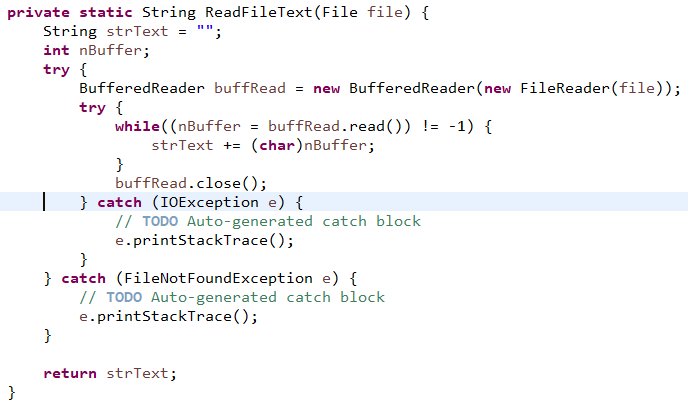 private static String ReadFileText(File file) {
    String strText = "";
    int nBuffer;
    try {
        BufferedReader buffRead = new BufferedReader(new FileReader(file));
        try {
            while((nBuffer = buffRead.read()) != -1) {
                strText += (char)nBuffer;
            }
            buffRead.close();
        } catch (IOException e) {
            // TODO Auto-generated catch block
            e.printStackTrace();
        }
    } catch (FileNotFoundException e) {
        // TODO Auto-generated catch block
        e.printStackTrace();
    }

    return strText;
}